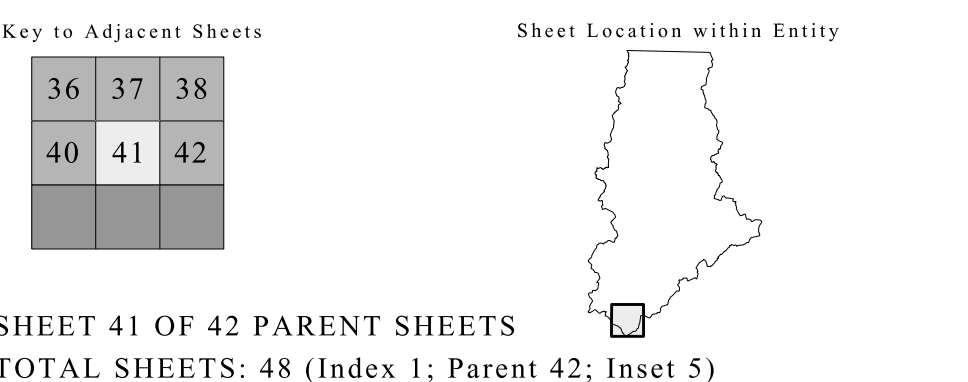 Key to Adjacent Sheets
Sheet Location within Entity
36 37 38
40 41 42
SHEET 41 OF 42 PARENT SHEETS
TOTAL SHEETS: 48 (Index 1; Parent 42; Inset 5)